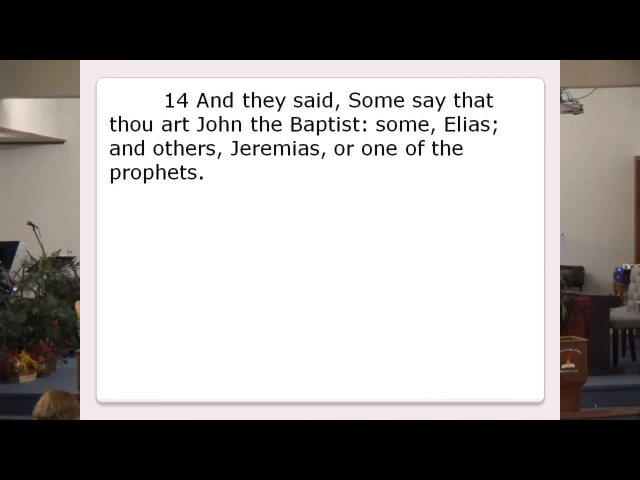 14 And they said, Some say that
thou art John the Baptist: some, Elias;
and others, Jeremias, or one of the
prophets.